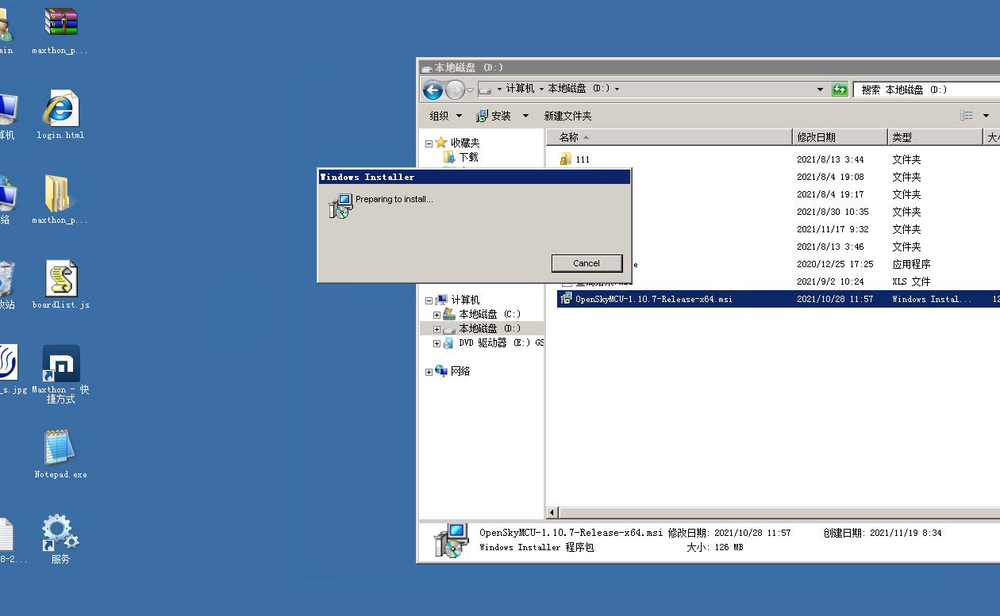 min
maxthon_p...
算机
login.html
络
maxthon_p...
收站
boardlist.js
_s.jpg
Maxthon - 快
捷方式
Notepad.exe
8-2...
服务
本地磁盘 (D:)
计算机
本地磁盘 (D:)
搜索 本地磁盘 (D:)
组织
安装
新建文件夹
收藏夹
下载
名称
修改日期
类型
大小
111
2021/8/13 3:44
文件夹
2021/8/4 19:08
文件夹
2021/8/4 19:17
文件夹
2021/8/30 10:35
文件夹
2021/11/17 9:32
文件夹
2021/8/13 3:46
文件夹
e
2020/12/25 17:25
应用程序
2021/9/2 10:24
XLS 文件
OpenSkyMCU-1.10.7-Release-x64.msi
2021/10/28 11:57
Windows Instal...
12
Windows Installer
Preparing to install...
Cancel
计算机
本地磁盘 (C:)
本地磁盘 (D:)
DVD 驱动器 (E:) GS
网络
OpenSkyMCU-1.10.7-Release-x64.msi 修改日期: 2021/10/28 11:57
创建日期: 2021/11/19 8:34
Windows Installer 程序包
大小: 126 MB